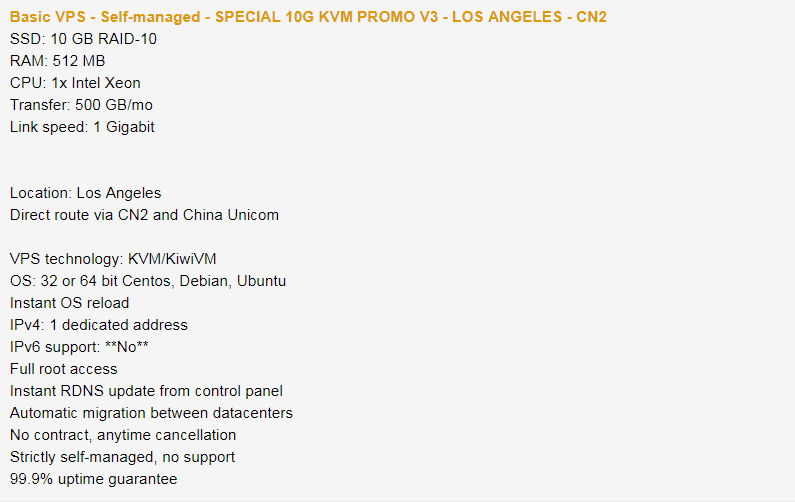 Basic VPS - Self-managed - SPECIAL 10G KVM PROMO V3 - LOS ANGELES - CN2
SSD: 10 GB RAID-10
RAM: 512 MB
CPU: 1x Intel Xeon
Transfer: 500 GB/mo
Link speed: 1 Gigabit
Location: Los Angeles
Direct route via CN2 and China Unicom
VPS technology: KVM/KiwiVM
OS: 32 or 64 bit Centos, Debian, Ubuntu
Instant OS reload
IPv4: 1 dedicated address
IPv6 support: **No**
Full root access
Instant RDNS update from control panel
Automatic migration between datacenters
No contract, anytime cancellation
Strictly self-managed, no support
99.9% uptime guarantee